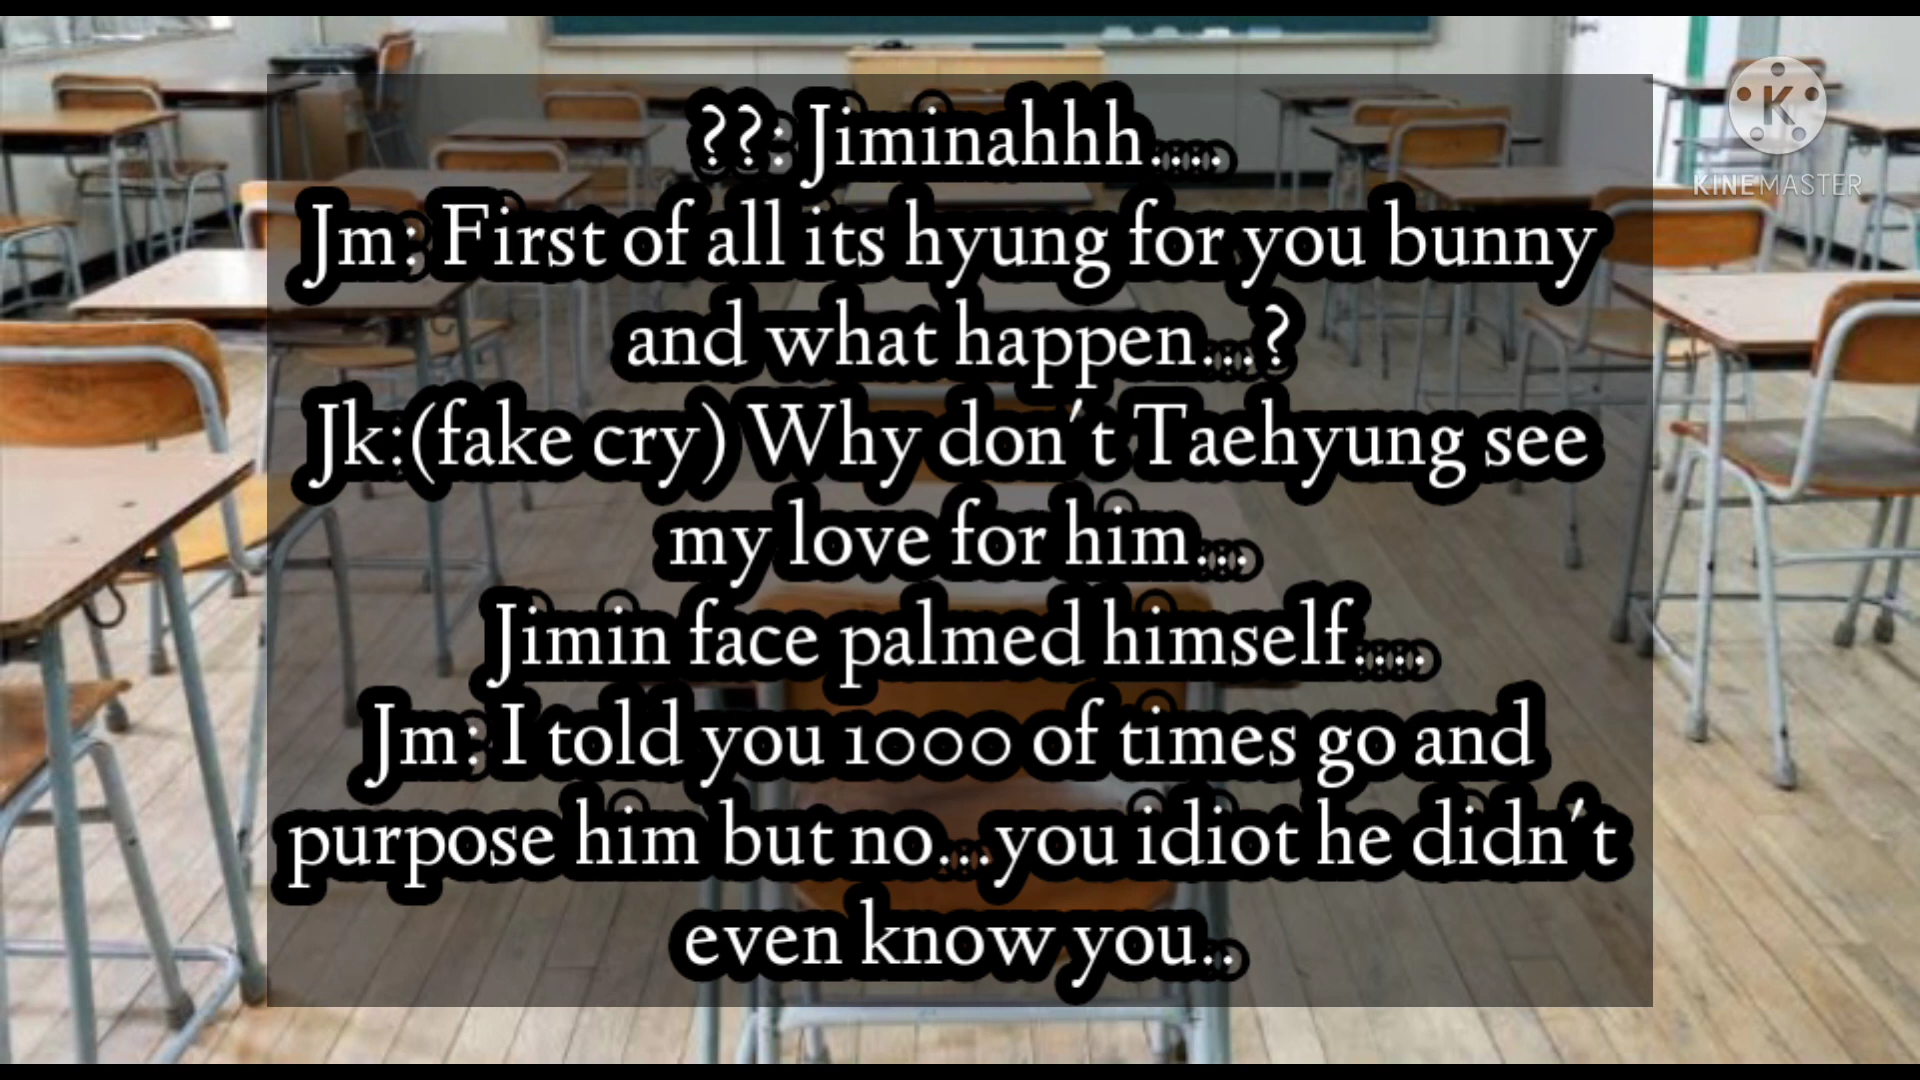 ??: Jiminahhh....
Jm: First of all its hyung for you bunny
and what happen...?
Jk:(fake cry) Why don't Taehyung see
my love for him...
Jimin face palmed himself....
Jm: I told you 1000 of times go and
purpose him but no...you idiot he didn't
even know you..
K
KINEMASTER